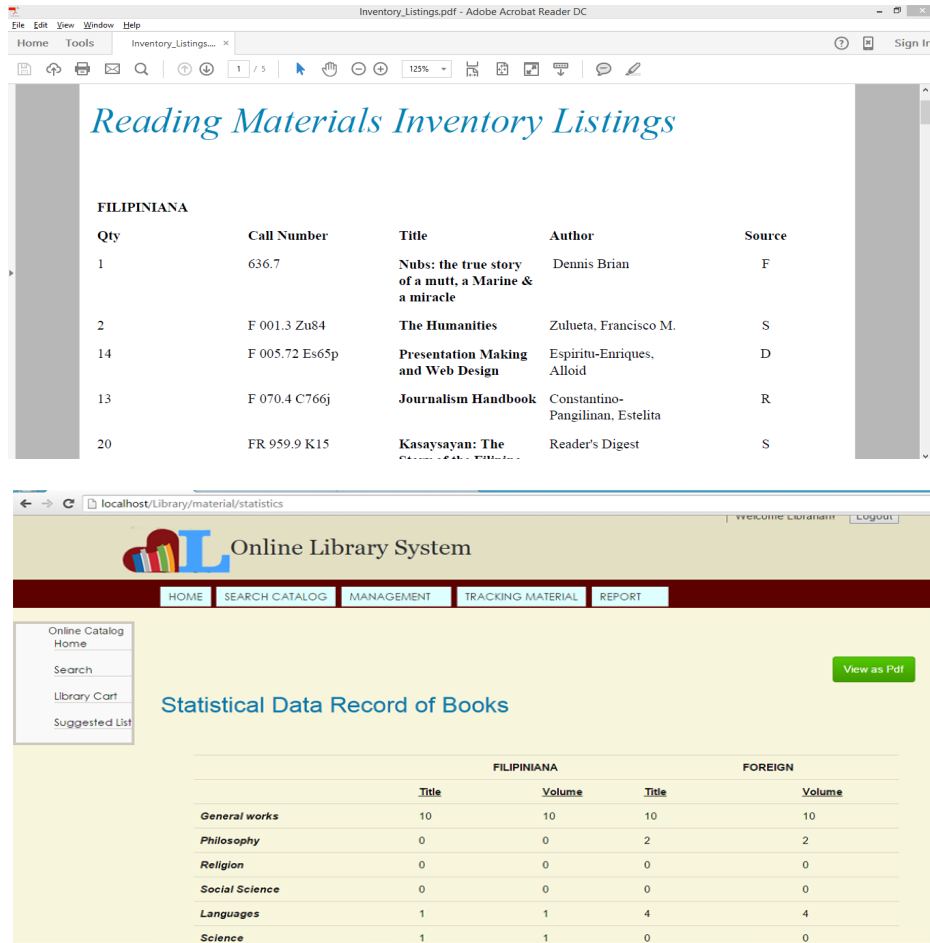 Inventory_Listings.pdf - Adobe Acrobat Reader DC
File Edit View Window Help
Home Tools Inventory_Listings.... × Sign In
1 / 5 125%
Reading Materials Inventory Listings
FILIPINIANA
Qty Call Number Title Author Source
1 636.7 Nubs: the true story Dennis Brian F
of a mutt, a Marine &
a miracle
2 F 001.3 Zu84 The Humanities Zulueta, Francisco M. S
14 F 005.72 Es65p Presentation Making Espiritu-Enriques, D
and Web Design Alloid
13 F 070.4 C766j Journalism Handbook Constantino- R
Pangilinan, Estelita
20 FR 959.9 K15 Kasaysayan: The Reader's Digest S
Story of the Filipino
localhost/Library/material/statistics
| Welcome Librarian! Logout
L Online Library System
HOME SEARCH CATALOG MANAGEMENT TRACKING MATERIAL REPORT
Online Catalog
Home
Search
Library Cart
Suggested List
View as Pdf
Statistical Data Record of Books
FILIPINIANA FOREIGN
Title Volume Title Volume
General works 10 10 10 10
Philosophy 0 0 2 2
Religion 0 0 0 0
Social Science 0 0 0 0
Languages 1 1 4 4
Science 1 1 0 0